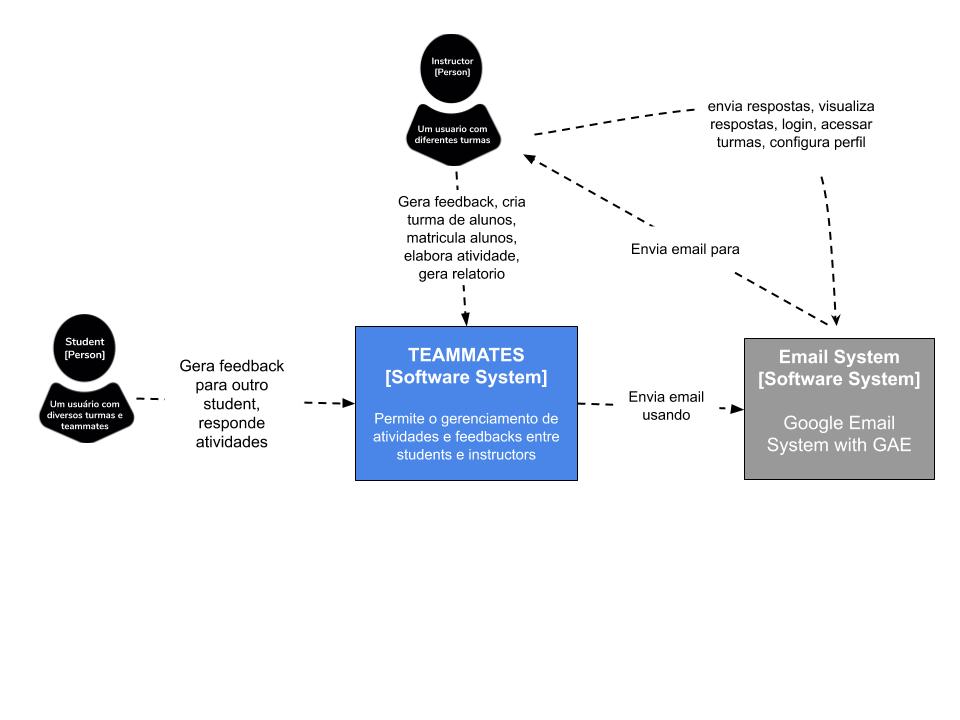 Instructor
[Person]
Um usuario com
diferentes turmas
envia respostas, visualiza
respostas, login, acessar
turmas, configura perfil
Gera feedback, cria
turma de alunos,
matricula alunos,
elabora atividade,
gera relatorio
Envia email para
Student
[Person]
Um usuário com
diversos turmas e
teammates
Gera feedback
para outro
student,
responde
atividades
TEAMMATES
[Software System]
Permite o gerenciamento de
atividades e feedbacks entre
students e instructors
Envia email
usando
Email System
[Software System]
Google Email
System with GAE